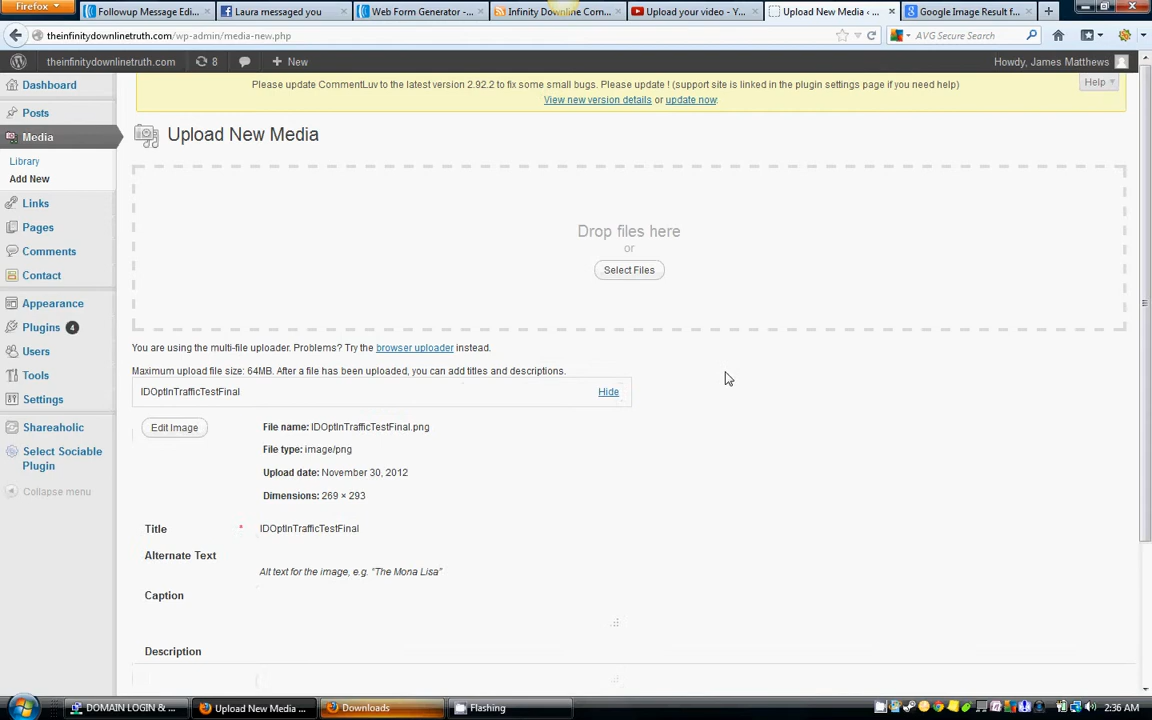 Firefox
Followup Message Edi...
Laura messaged you
Web Form Generator - ...
Infinity Downline Com...
Upload your video - Y...
Upload New Media ‹ ...
Google Image Result f...
theinfinitydownlinetruth.com/wp-admin/media-new.php
AVG Secure Search
theinfinitydownlinetruth.com
8
New
Howdy, James Matthews
Please update CommentLuv to the latest version 2.92.2 to fix some small bugs. Please update ! (support site is linked in the plugin settings page if you need help)
View new version details or update now.
Help
Dashboard
Posts
Media
Library
Add New
Links
Pages
Comments
Contact
Appearance
Plugins 4
Users
Tools
Settings
Shareaholic
Select Sociable
Plugin
Collapse menu
Upload New Media
Drop files here
or
Select Files
You are using the multi-file uploader. Problems? Try the browser uploader instead.
Maximum upload file size: 64MB. After a file has been uploaded, you can add titles and descriptions.
IDOptInTrafficTestFinal
Hide
Edit Image
File name: IDOptInTrafficTestFinal.png
File type: image/png
Upload date: November 30, 2012
Dimensions: 269 × 293
Title * IDOptInTrafficTestFinal
Alternate Text
Alt text for the image, e.g. “The Mona Lisa”
Caption
Description
DOMAIN LOGIN & ...
Upload New Media ...
Downloads
Flashing
2:36 AM